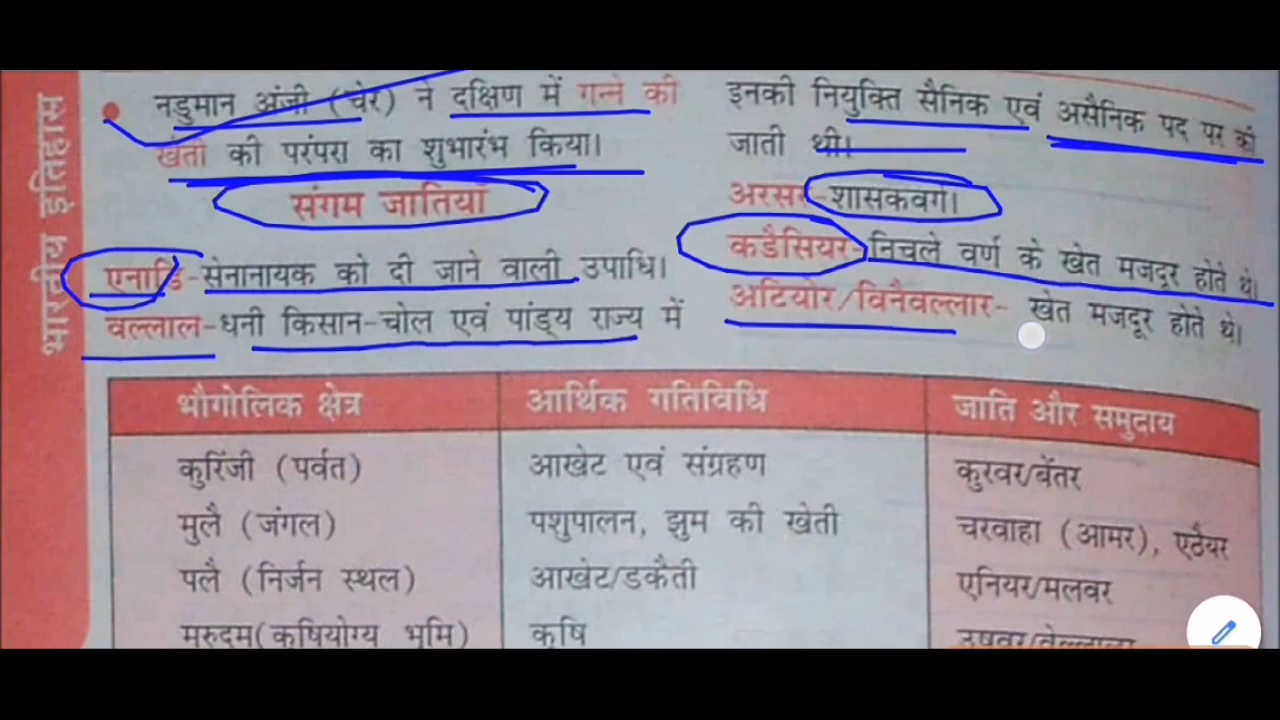 भारतीय इतिहास
नडुमान अंजी (चेर) ने दक्षिण में गन्ने की
खेती की परंपरा का शुभारंभ किया।
संगम जातियाँ
एनाडि-सेनानायक को दी जाने वाली उपाधि।
वल्लाल-धनी किसान-चोल एवं पांड्य राज्य में
इनकी नियुक्ति सैनिक एवं असैनिक पद पर की
जाती थी।
अरसर-शासकवर्ग।
कडैसियर-निचले वर्ण के खेत मजदूर होते थे।
अटियोर/विनैवल्लार- खेत मजदूर होते थे।
भौगोलिक क्षेत्र आर्थिक गतिविधि जाति और समुदाय
कुरिंजी (पर्वत) आखेट एवं संग्रहण कुरवर/बेंतर
मुलै (जंगल) पशुपालन, झुम की खेती चरवाहा (आमर), एठैयर
पलै (निर्जन स्थल) आखेट/डकैती एनियर/मलवर
मरुदम(कृषियोग्य भूमि) कृषि